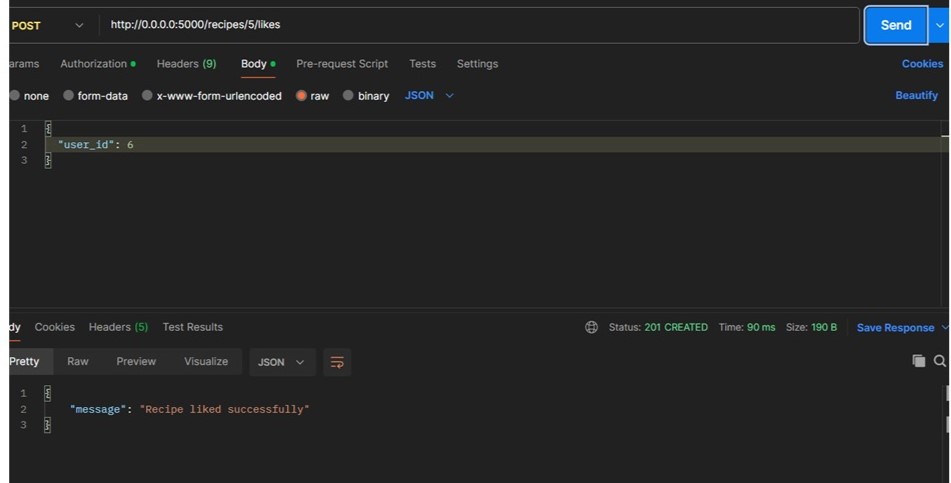 POST http://0.0.0.0:5000/recipes/5/likes Send
arams Authorization Headers (9) Body Pre-request Script Tests Settings Cookies
none form-data x-www-form-urlencoded raw binary JSON Beautify
1 {
2 "user_id": 6
3 }
dy Cookies Headers (5) Test Results Status: 201 CREATED Time: 90 ms Size: 190 B Save Response
Pretty Raw Preview Visualize JSON
1 {
2 "message": "Recipe liked successfully"
3 }